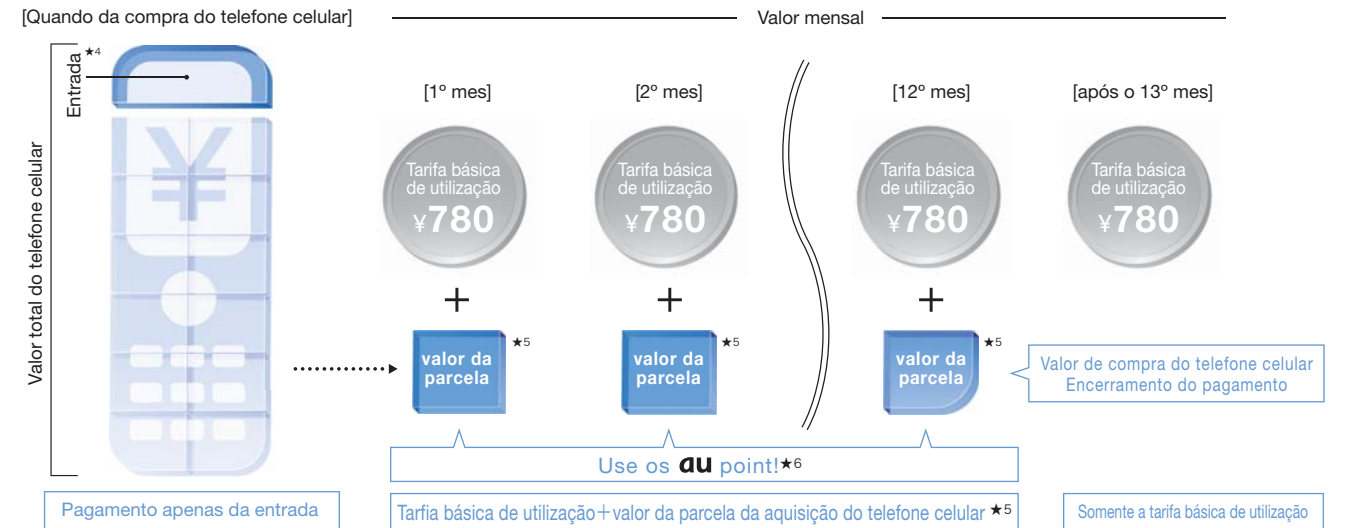 [Quando da compra do telefone celular]
Valor mensal
Entrada ★4
Valor total do telefone celular
¥
[1º mes]
[2º mes]
[12º mes]
[após o 13º mes]
Tarifa básica
de utilização
¥780
Tarifa básica
de utilização
¥780
Tarifa básica
de utilização
¥780
Tarifa básica
de utilização
¥780
+
+
+
valor da
parcela
★5
valor da
parcela
★5
valor da
parcela
★5
Valor de compra do telefone celular
Encerramento do pagamento
Use os au point!★6
Pagamento apenas da entrada
Tarfia básica de utilização+valor da parcela da aquisição do telefone celular ★5
Somente a tarifa básica de utilização